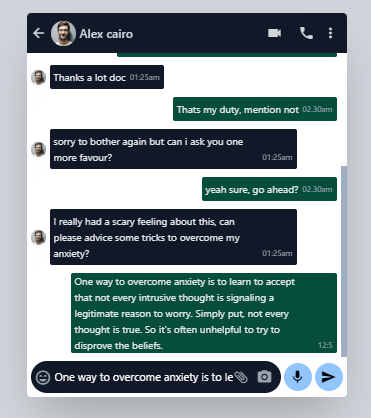 Alex cairo
Thanks a lot doc 01:25am
Thats my duty, mention not 02.30am
sorry to bother again but can i ask you one
more favour? 01:25am
yeah sure, go ahead? 02.30am
I really had a scary feeling about this, can
please advice some tricks to overcome my
anxiety? 01:25am
One way to overcome anxiety is to learn to accept
that not every intrusive thought is signaling a
legitimate reason to worry. Simply put, not every
thought is true. So it's often unhelpful to try to
disprove the beliefs. 12:5
One way to overcome anxiety is to le